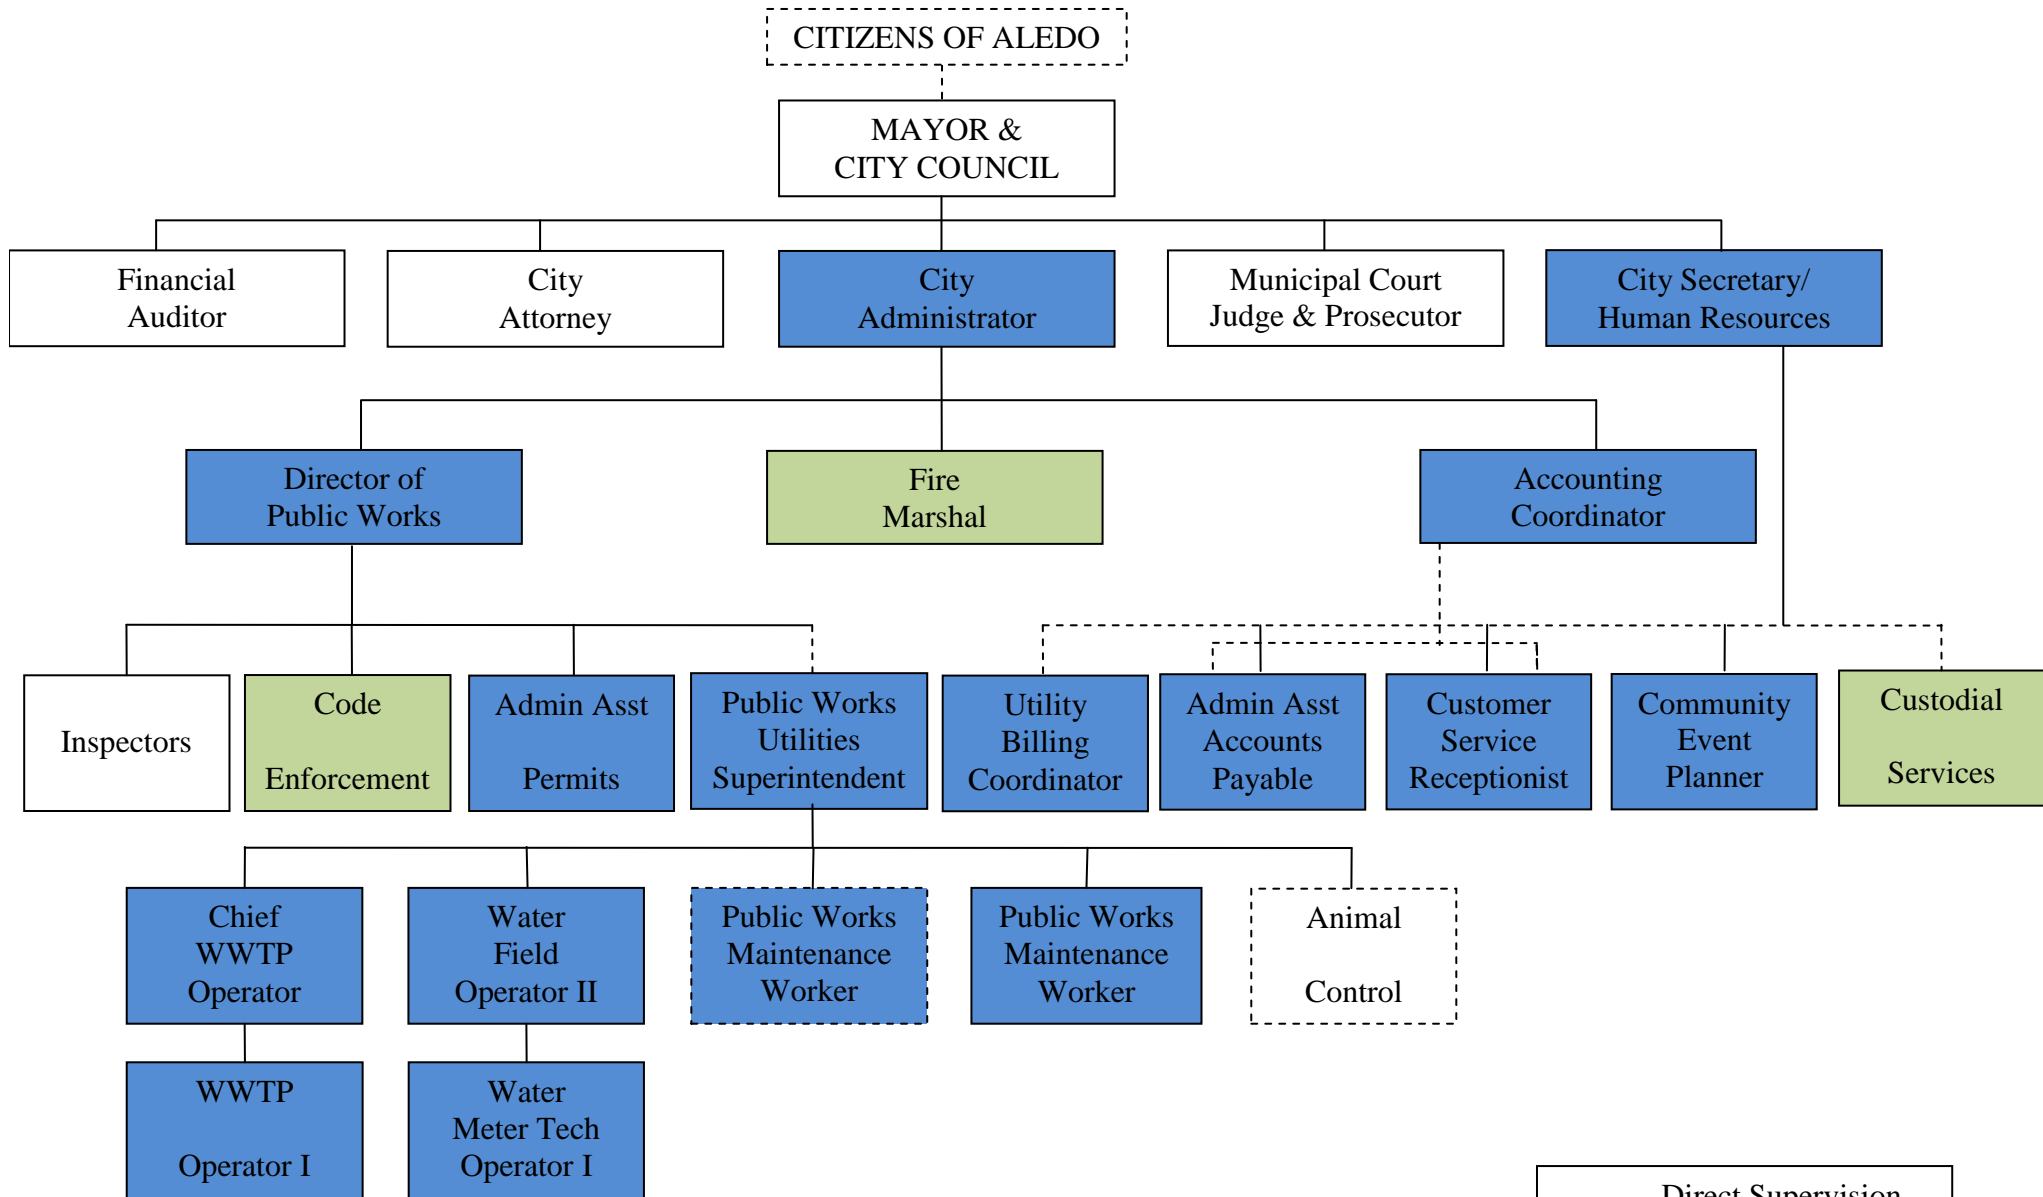 CITIZENS OF ALEDO
MAYOR &
CITY COUNCIL
Financial
Auditor
City
Attorney
City
Administrator
Municipal Court
Judge & Prosecutor
City Secretary/
Human Resources
Director of
Public Works
Fire
Marshal
Accounting
Coordinator
Inspectors
Code
Enforcement
Admin Asst
Permits
Public Works
Utilities
Superintendent
Utility
Billing
Coordinator
Admin Asst
Accounts
Payable
Customer
Service
Receptionist
Community
Event
Planner
Custodial
Services
Chief
WWTP
Operator
Water
Field
Operator II
Public Works
Maintenance
Worker
Public Works
Maintenance
Worker
Animal
Control
WWTP
Operator I
Water
Meter Tech
Operator I
Direct Supervision